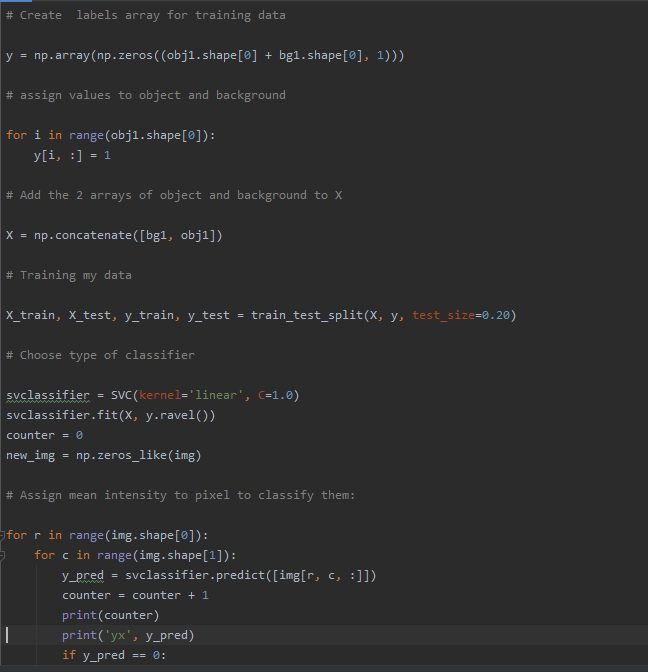 # Create  labels array for training data
y = np.array(np.zeros((obj1.shape[0] + bg1.shape[0], 1)))
# assign values to object and background
for i in range(obj1.shape[0]):
    y[i, :] = 1
# Add the 2 arrays of object and background to X
X = np.concatenate([bg1, obj1])
# Training my data
X_train, X_test, y_train, y_test = train_test_split(X, y, test_size=0.20)
# Choose type of classifier
svclassifier = SVC(kernel='linear', C=1.0)
svclassifier.fit(X, y.ravel())
counter = 0
new_img = np.zeros_like(img)
# Assign mean intensity to pixel to classify them:
for r in range(img.shape[0]):
    for c in range(img.shape[1]):
        y_pred = svclassifier.predict([img[r, c, :]])
        counter = counter + 1
        print(counter)
        print('yx', y_pred)
        if y_pred == 0: